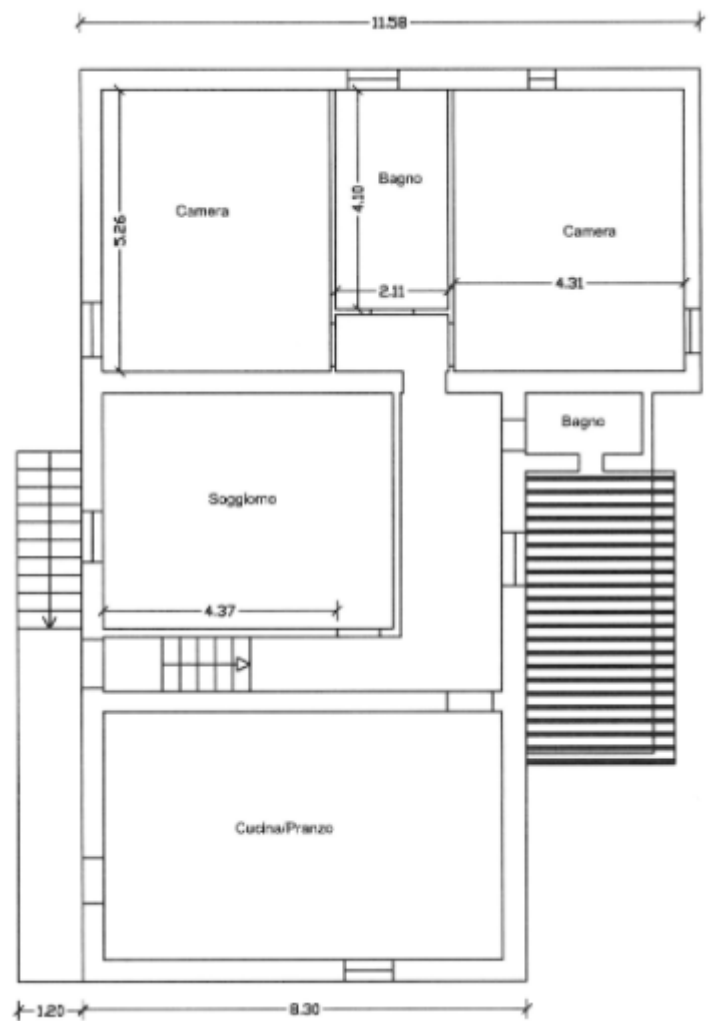 11.58
Bagno
Camera
4.10
5.26
Camera
2.11
4.31
Bagno
Soggiorno
4.37
Cucina/Pranzo
1.20
8.30